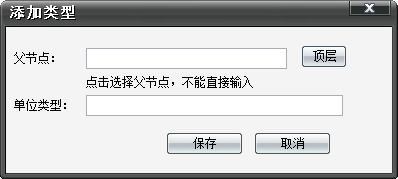 添加类型
父节点： 顶层
点击选择父节点，不能直接输入
单位类型：
保存 取消